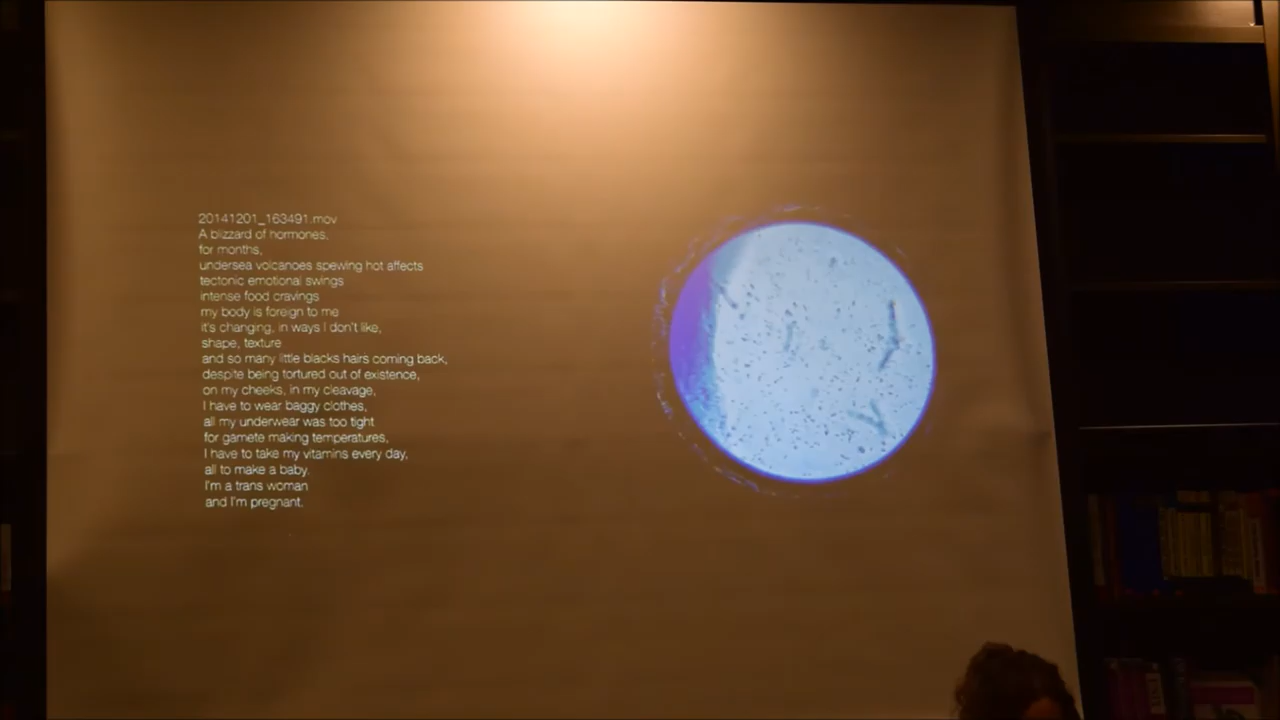 20141201_163491.mov
A blizzard of hormones,
for months,
undersea volcanoes spewing hot affects
tectonic emotional swings
intense food cravings
my body is foreign to me
it's changing, in ways I don't like,
shape, texture
and so many little blacks hairs coming back,
despite being tortured out of existence,
on my cheeks, in my cleavage,
I have to wear baggy clothes,
all my underwear was too tight
for gamete making temperatures,
I have to take my vitamins every day,
all to make a baby.
I'm a trans woman
and I'm pregnant.